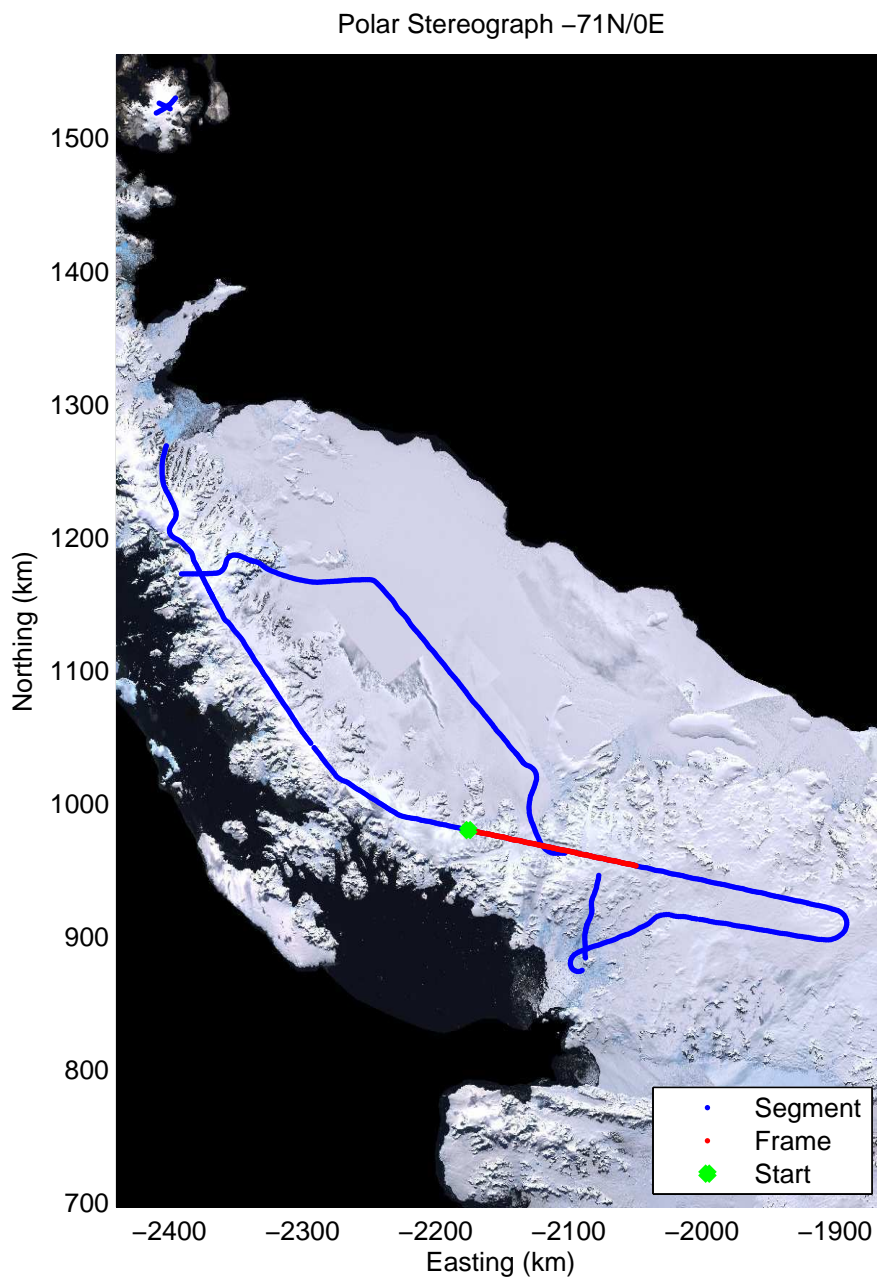 Polar Stereograph −71N/0E
1500
1400
1300
1200
1100
1000
900
800
700
Northing (km)
−2400 −2300 −2200 −2100 −2000 −1900
Easting (km)
Segment
Frame
Start